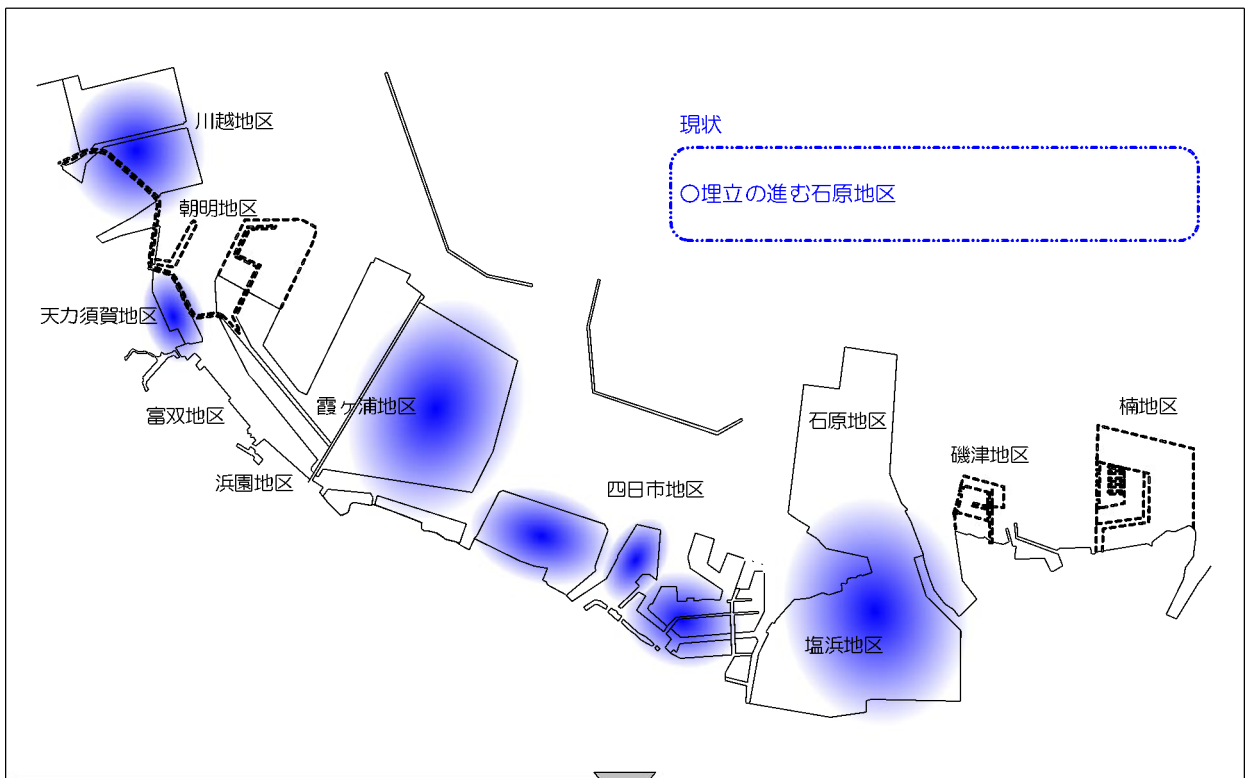 川越地区
現状
○埋立の進む石原地区
朝明地区
天力須賀地区
富双地区
霞ヶ浦地区
石原地区
楠地区
磯津地区
浜園地区
四日市地区
塩浜地区